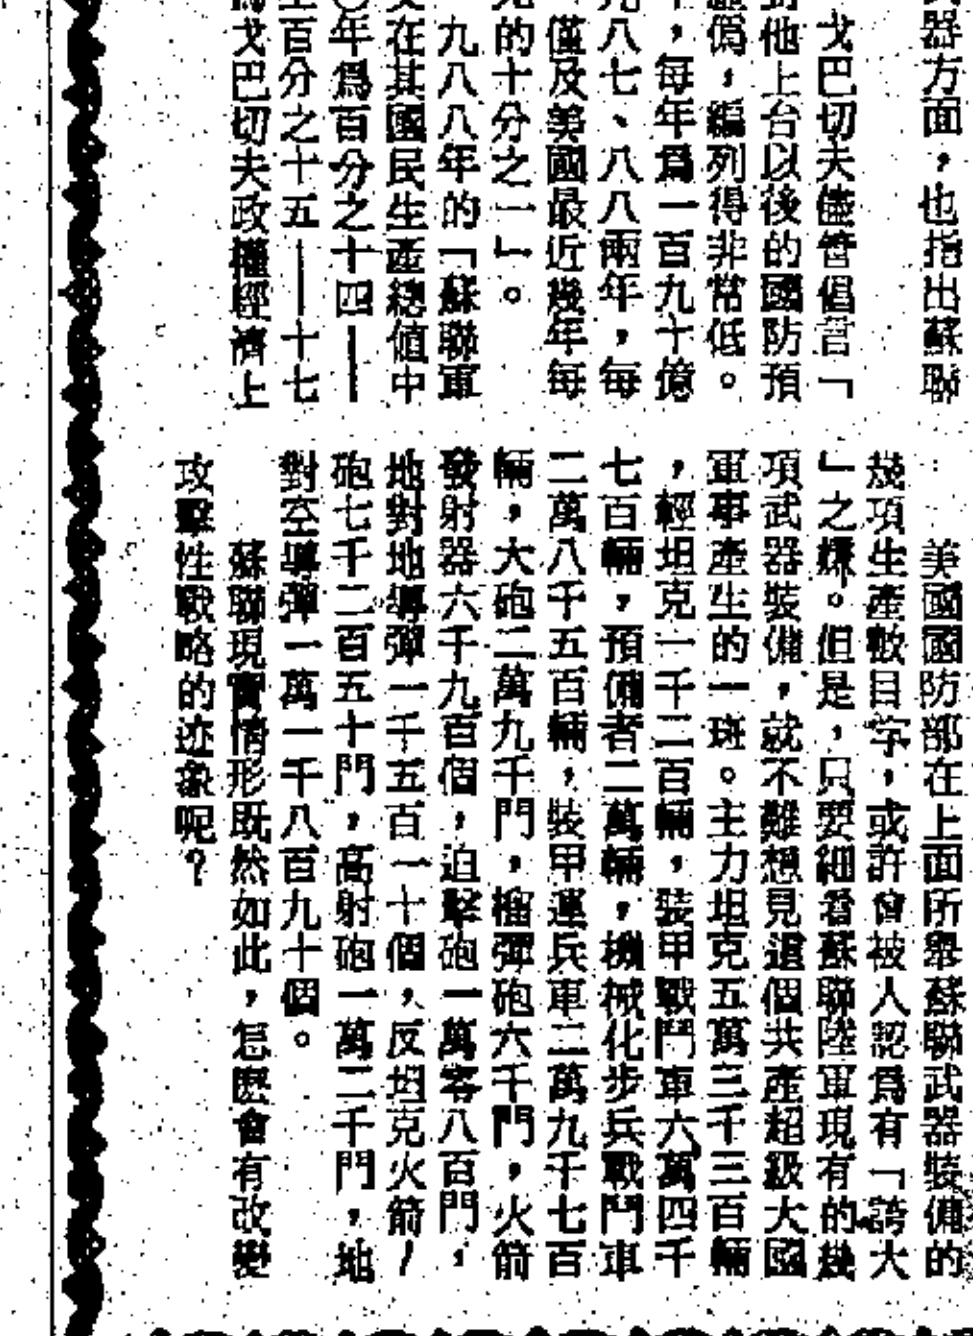 器方面，也指出蘇聯
戈巴切夫儘管倡言「
他上台以後的國防預
偽，編列得非常低。
，每年爲一百九十億
八七、八八兩年，每
僅及美國最近幾年每
的十分之一」。
九八八年的「蘇聯軍
在其國民生產總值中
年爲百分之十四——
百分之十五——十七
戈巴切夫政權經濟上
美國國防部在上面所舉蘇聯武器裝備的
幾項生產數目字，或許會被人認爲有「誇大
」之嫌。但是，只要細看蘇聯陸軍現有的幾
項武器裝備，就不難想見這個共產超級大國
軍事產生的一斑。主力坦克五萬三千三百輛
，輕坦克一千二百輛，裝甲戰鬥車六萬四千
七百輛，預備者二萬輛，機械化步兵戰鬥車
二萬八千五百輛，裝甲運兵車二萬九千七百
輛，大砲二萬九千門，榴彈砲六千門，火箭
發射器六千九百個，迫擊砲一萬零八百門，
地對地導彈一千五百一十個，反坦克火箭/
砲七千二百五十門，高射砲一萬二千門，地
對空導彈一萬一千八百九十個。
蘇聯現實情形既然如此，怎麽會有改變
攻擊性戰略的迹象呢？